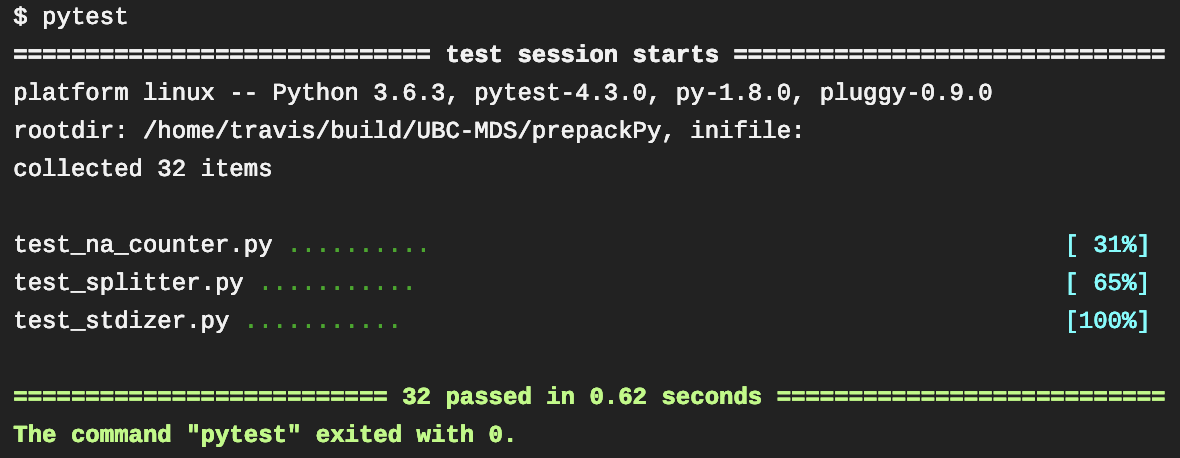 $ pytest
============================= test session starts ==============================
platform linux -- Python 3.6.3, pytest-4.3.0, py-1.8.0, pluggy-0.9.0
rootdir: /home/travis/build/UBC-MDS/prepackPy, inifile:
collected 32 items
test_na_counter.py .......... [ 31%]
test_splitter.py ........... [ 65%]
test_stdizer.py ........... [100%]
========================== 32 passed in 0.62 seconds ===========================
The command "pytest" exited with 0.